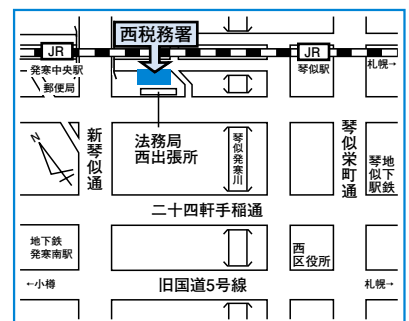 西税務署
JR
JR
発寒中央駅
琴似駅
札幌→
郵便局
N
新琴似通
法務局
西出張所
琴似発寒川
琴似栄町通
地下鉄
琴似駅
二十四軒手稲通
地下鉄
発寒南駅
西
区役所
←小樽
旧国道5号線
札幌→